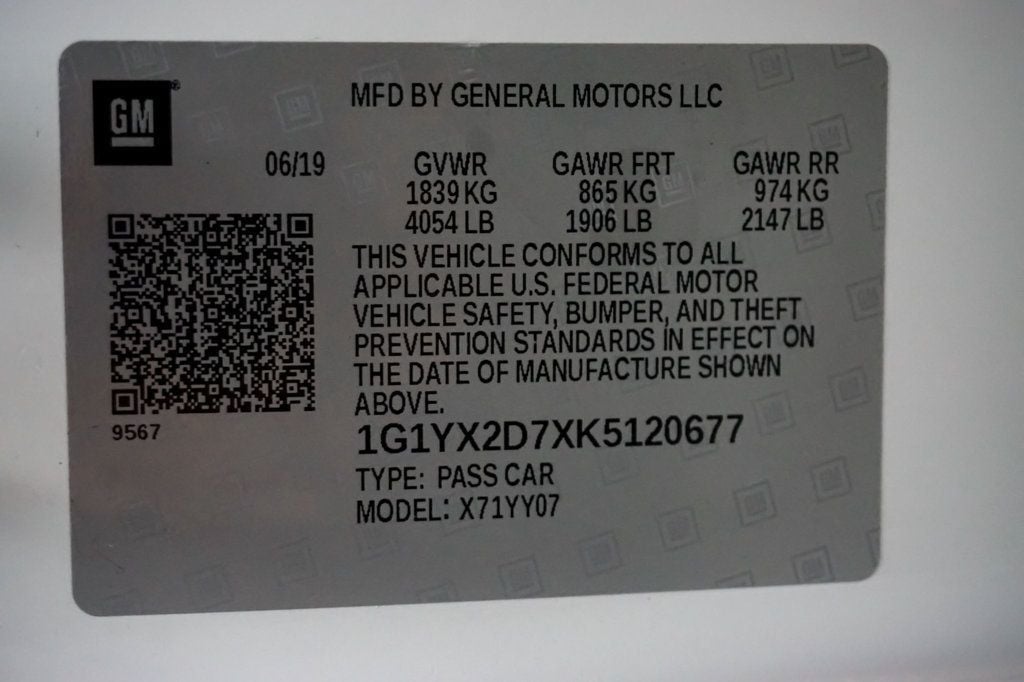 GM
MFD BY GENERAL MOTORS LLC
06/19 GVWR GAWR FRT GAWR RR
1839 KG 865 KG 974 KG
4054 LB 1906 LB 2147 LB
THIS VEHICLE CONFORMS TO ALL
APPLICABLE U.S. FEDERAL MOTOR
VEHICLE SAFETY, BUMPER, AND THEFT
PREVENTION STANDARDS IN EFFECT ON
THE DATE OF MANUFACTURE SHOWN
ABOVE.
9567
1G1YX2D7XK5120677
TYPE: PASS CAR
MODEL: X71YY07